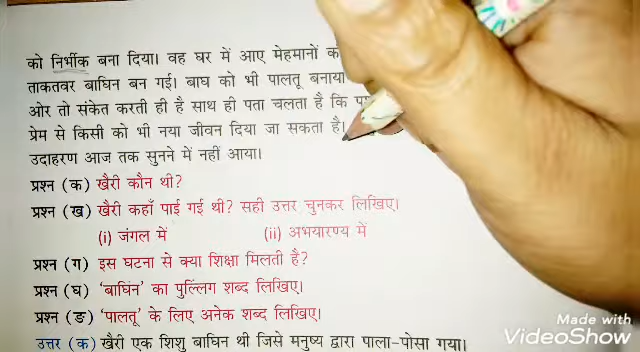 को निर्भीक बना दिया। वह घर में आए मेहमानों
ताकतवर बाघिन बन गई। बाघ को भी पालतू बनाया
ओर तो संकेत करती ही है साथ ही पता चलता है कि
प्रेम से किसी को भी नया जीवन दिया जा सकता है।
उदाहरण आज तक सुनने में नहीं आया।
प्रश्न (क) खैरी कौन थी?
प्रश्न (ख) खैरी कहाँ पाई गई थी? सही उत्तर चुनकर लिखिए।
(i) जंगल में (ii) अभयारण्य में
प्रश्न (ग) इस घटना से क्या शिक्षा मिलती है?
प्रश्न (घ) 'बाघिन' का पुल्लिंग शब्द लिखिए।
प्रश्न (ङ) 'पालतू' के लिए अनेक शब्द लिखिए।
उत्तर (क) खैरी एक शिशु बाघिन थी जिसे मनुष्य द्वारा पाला-पोसा गया।
Made with
VideoShow